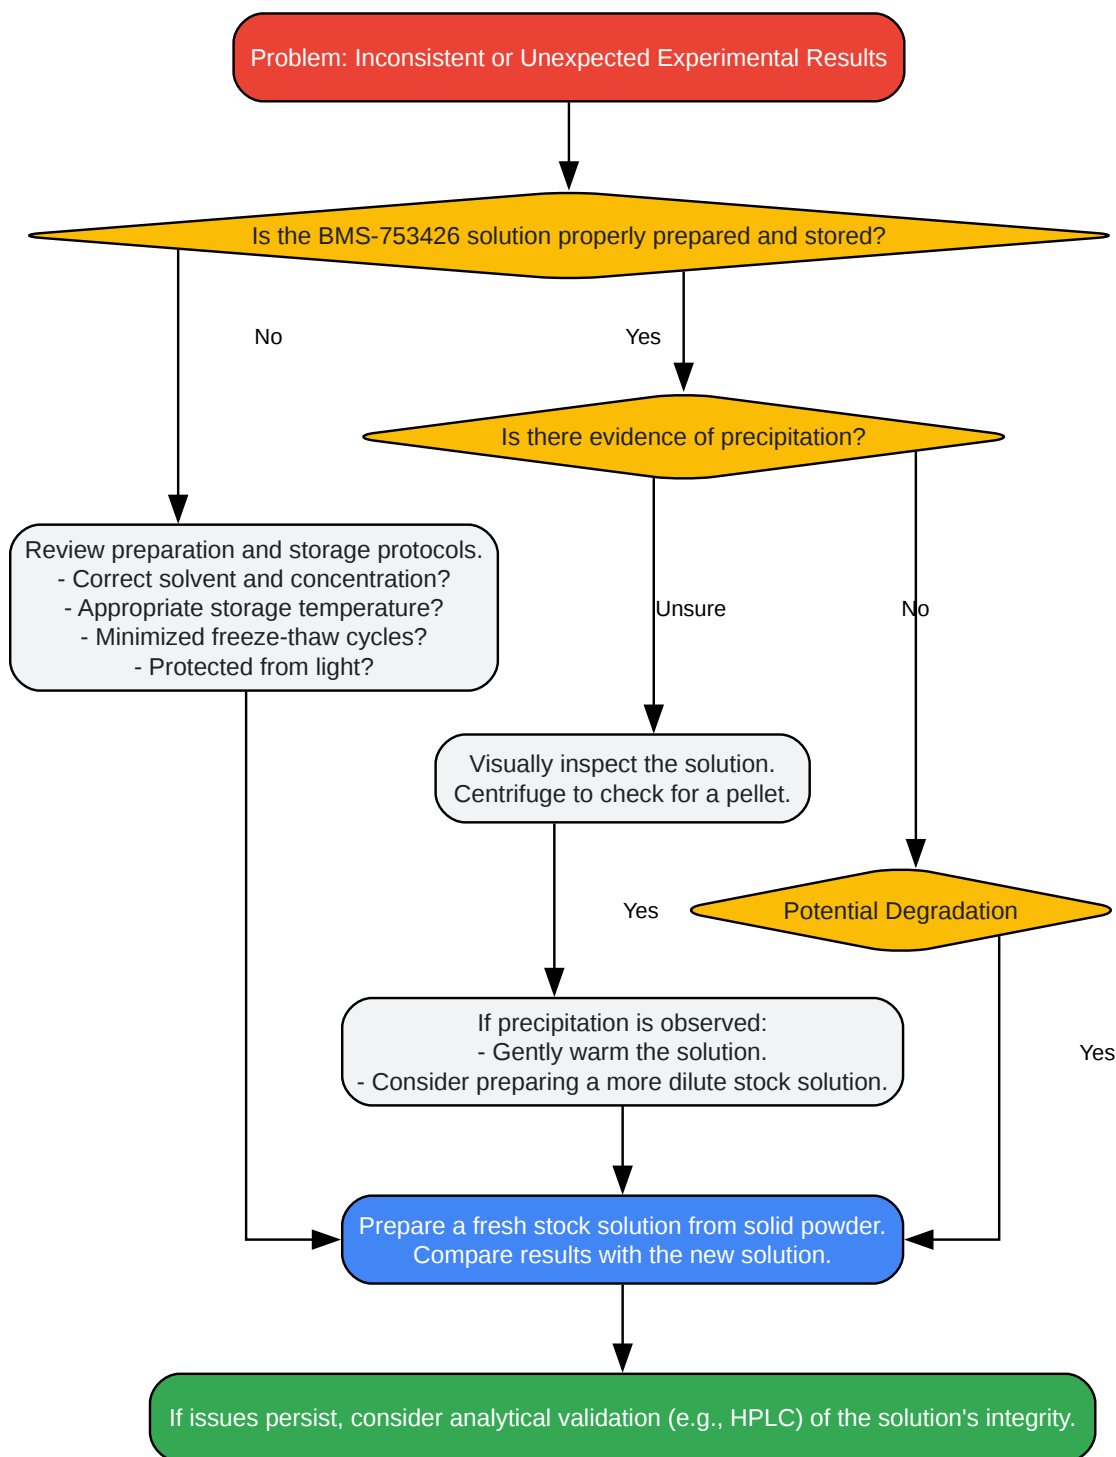 Problem: Inconsistent or Unexpected Experimental Results
Is the BMS-753426 solution properly prepared and stored?
No
Yes
Is there evidence of precipitation?
Review preparation and storage protocols.
- Correct solvent and concentration?
- Appropriate storage temperature?
- Minimized freeze-thaw cycles?
- Protected from light?
Unsure
No
Visually inspect the solution.
Centrifuge to check for a pellet.
Yes
Potential Degradation
If precipitation is observed:
- Gently warm the solution.
- Consider preparing a more dilute stock solution.
Yes
Prepare a fresh stock solution from solid powder.
Compare results with the new solution.
If issues persist, consider analytical validation (e.g., HPLC) of the solution's integrity.